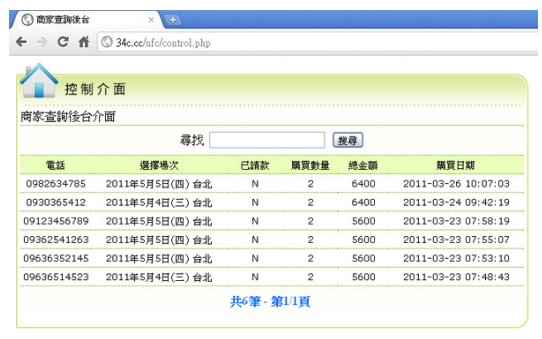 商家查詢後台
34c.cc/nfc/control.php
控制介面
商家查詢後台介面
尋找 搜尋
電話 選擇場次 已請款 購買數量 總金額 購買日期
0982634785 2011年5月5日(四) 台北 N 2 6400 2011-03-26 10:07:03
0930365412 2011年5月4日(三) 台北 N 2 6400 2011-03-24 09:42:19
09123456789 2011年5月5日(四) 台北 N 2 5600 2011-03-23 07:58:19
09362541263 2011年5月5日(四) 台北 N 2 5600 2011-03-23 07:55:07
09636352145 2011年5月5日(四) 台北 N 2 5600 2011-03-23 07:53:10
09636514523 2011年5月4日(三) 台北 N 2 5600 2011-03-23 07:48:43
共6筆 - 第1/1頁